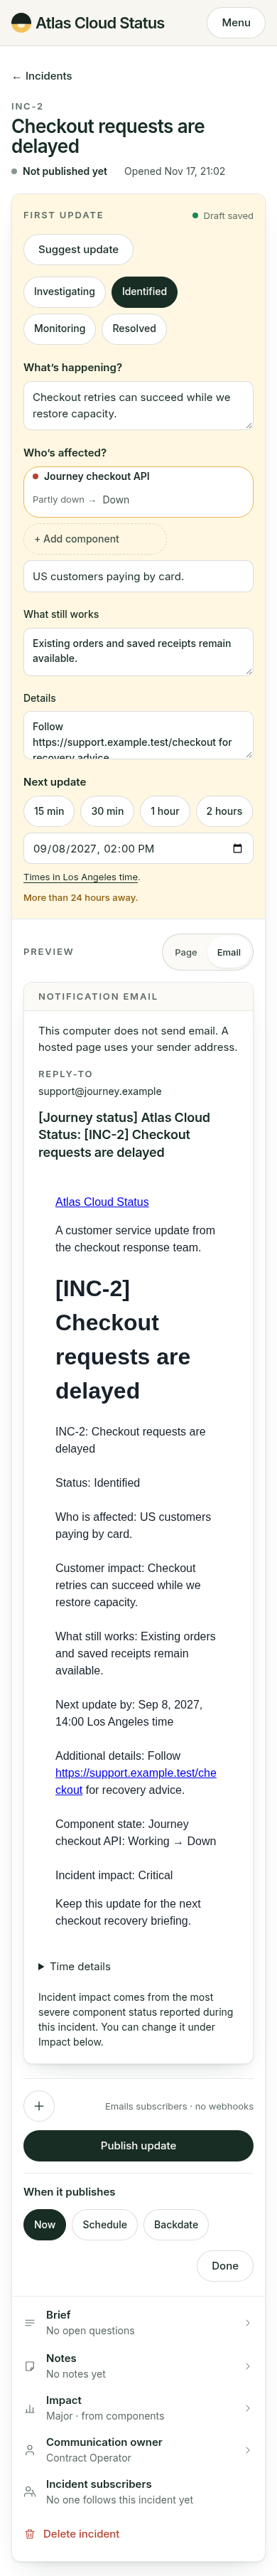 Atlas Cloud Status
Menu
← Incidents
INC-2
Checkout requests are
delayed
Not published yet
Opened Nov 17, 21:02
FIRST UPDATE
Draft saved
Suggest update
Investigating
Identified
Monitoring
Resolved
What's happening?
Checkout retries can succeed while we
restore capacity.
Who's affected?
Journey checkout API
Partly down → Down
+ Add component
US customers paying by card.
What still works
Existing orders and saved receipts remain
available.
Details
Follow
https://support.example.test/checkout for
recovery advice.
Next update
15 min
30 min
1 hour
2 hours
09/08/2027, 02:00 PM
Times in Los Angeles time.
More than 24 hours away.
PREVIEW
Page
Email
NOTIFICATION EMAIL
This computer does not send email. A
hosted page uses your sender address.
REPLY-TO
support@journey.example
[Journey status] Atlas Cloud
Status: [INC-2] Checkout
requests are delayed
Atlas Cloud Status
A customer service update from
the checkout response team.
[INC-2]
Checkout
requests are
delayed
INC-2: Checkout requests are
delayed
Status: Identified
Who is affected: US customers
paying by card.
Customer impact: Checkout
retries can succeed while we
restore capacity.
What still works: Existing orders
and saved receipts remain
available.
Next update by: Sep 8, 2027,
14:00 Los Angeles time
Additional details: Follow
https://support.example.test/che
ckout for recovery advice.
Component state: Journey
checkout API: Working → Down
Incident impact: Critical
Keep this update for the next
checkout recovery briefing.
Time details
Incident impact comes from the most
severe component status reported during
this incident. You can change it under
Impact below.
+
Emails subscribers · no webhooks
Publish update
When it publishes
Now
Schedule
Backdate
Done
Brief
No open questions
Notes
No notes yet
Impact
Major · from components
Communication owner
Contract Operator
Incident subscribers
No one follows this incident yet
Delete incident